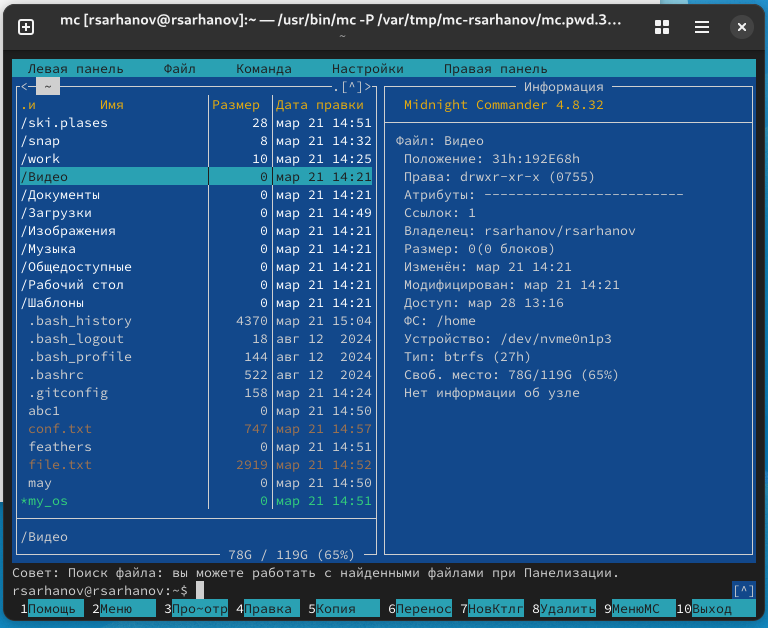 mc [rsarhanov@rsarhanov]:~ — /usr/bin/mc -P /var/tmp/mc-rsarhanov/mc.pwd.3…
~
Левая панель Файл Команда Настройки Правая панель
<─ ~ .[^]>
.и Имя Размер Дата правки
/ski.plases 28 мар 21 14:51
/snap 8 мар 21 14:32
/work 10 мар 21 14:25
/Видео 0 мар 21 14:21
/Документы 0 мар 21 14:21
/Загрузки 0 мар 21 14:49
/Изображения 0 мар 21 14:21
/Музыка 0 мар 21 14:21
/Общедоступные 0 мар 21 14:21
/Рабочий стол 0 мар 21 14:21
/Шаблоны 0 мар 21 14:21
.bash_history 4370 мар 21 15:04
.bash_logout 18 авг 12 2024
.bash_profile 144 авг 12 2024
.bashrc 522 авг 12 2024
.gitconfig 158 мар 21 14:24
abc1 0 мар 21 14:50
conf.txt 747 мар 21 14:57
feathers 0 мар 21 14:51
file.txt 2919 мар 21 14:52
may 0 мар 21 14:50
*my_os 0 мар 21 14:51
/Видео
78G / 119G (65%)
Информация
Midnight Commander 4.8.32
Файл: Видео
Положение: 31h:192E68h
Права: drwxr-xr-x (0755)
Атрибуты: -------------------------
Ссылок: 1
Владелец: rsarhanov/rsarhanov
Размер: 0(0 блоков)
Изменён: мар 21 14:21
Модифицирован: мар 21 14:21
Доступ: мар 28 13:16
ФС: /home
Устройство: /dev/nvme0n1p3
Тип: btrfs (27h)
Своб. место: 78G/119G (65%)
Нет информации об узле
Совет: Поиск файла: вы можете работать с найденными файлами при Панелизации.
rsarhanov@rsarhanov:~$ [^]
1Помощь 2Меню 3Про~отр 4Правка 5Копия 6Перенос 7НовКтлг 8Удалить 9МенюМС 10Выход